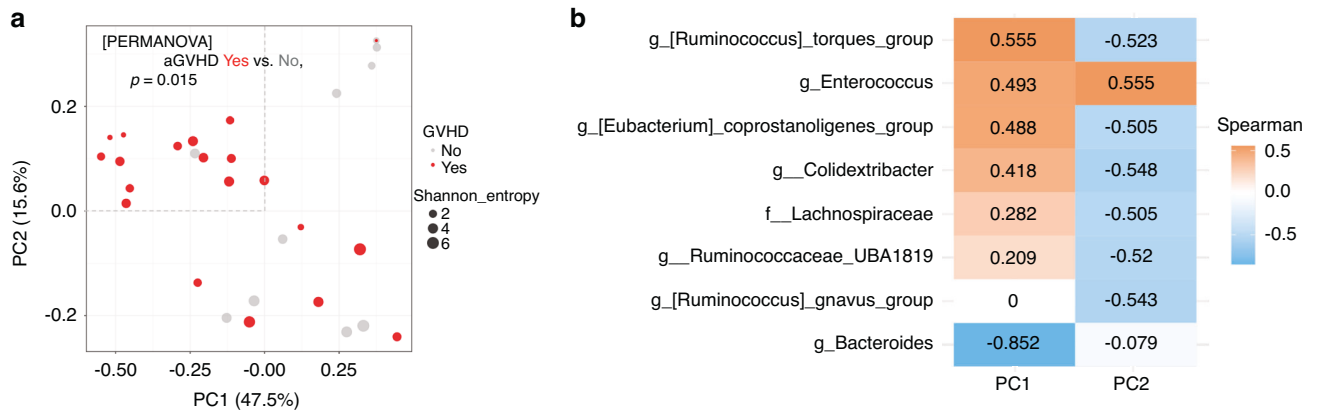 a
[PERMANOVA]
aGVHD Yes vs. No,
p = 0.015
0.2
0.0
-0.2
-0.50
-0.25
-0.00
0.25
PC1 (47.5%)
PC2 (15.6%)
GVHD
No
Yes
Shannon_entropy
2
4
6
b
g_[Ruminococcus]_torques_group 0.555 -0.523
g_Enterococcus 0.493 0.555
g_[Eubacterium]_coprostanoligenes_group 0.488 -0.505
g__Colidextribacter 0.418 -0.548
f__Lachnospiraceae 0.282 -0.505
g__Ruminococcaceae_UBA1819 0.209 -0.52
g_[Ruminococcus]_gnavus_group 0 -0.543
g_Bacteroides -0.852 -0.079
PC1 PC2
Spearman
0.5
0.0
-0.5